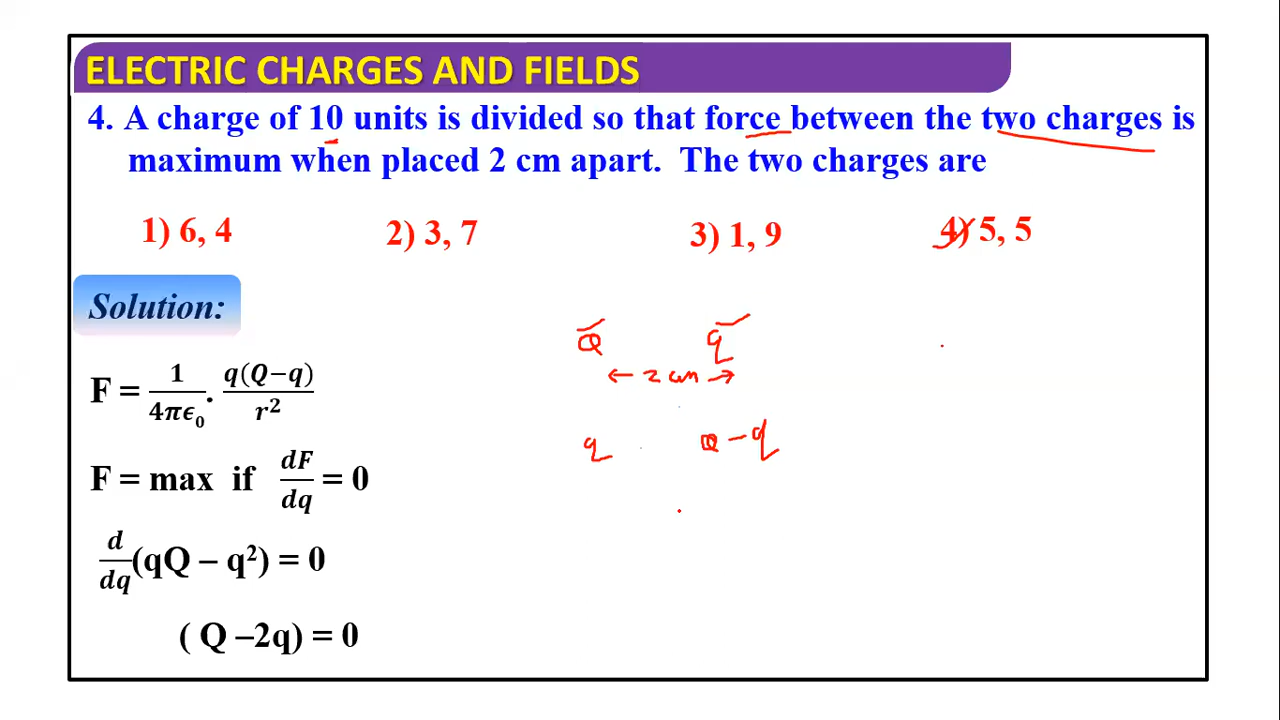 ELECTRIC CHARGES AND FIELDS
4. A charge of 10 units is divided so that force between the two charges is
maximum when placed 2 cm apart. The two charges are
1) 6, 4 2) 3, 7 3) 1, 9 4) 5, 5
Solution:
Q q
← 2 cm →
F = 1/4πϵ₀ . q(Q−q)/r²
q Q − q
F = max if dF/dq = 0
d/dq (qQ – q²) = 0
( Q –2q) = 0